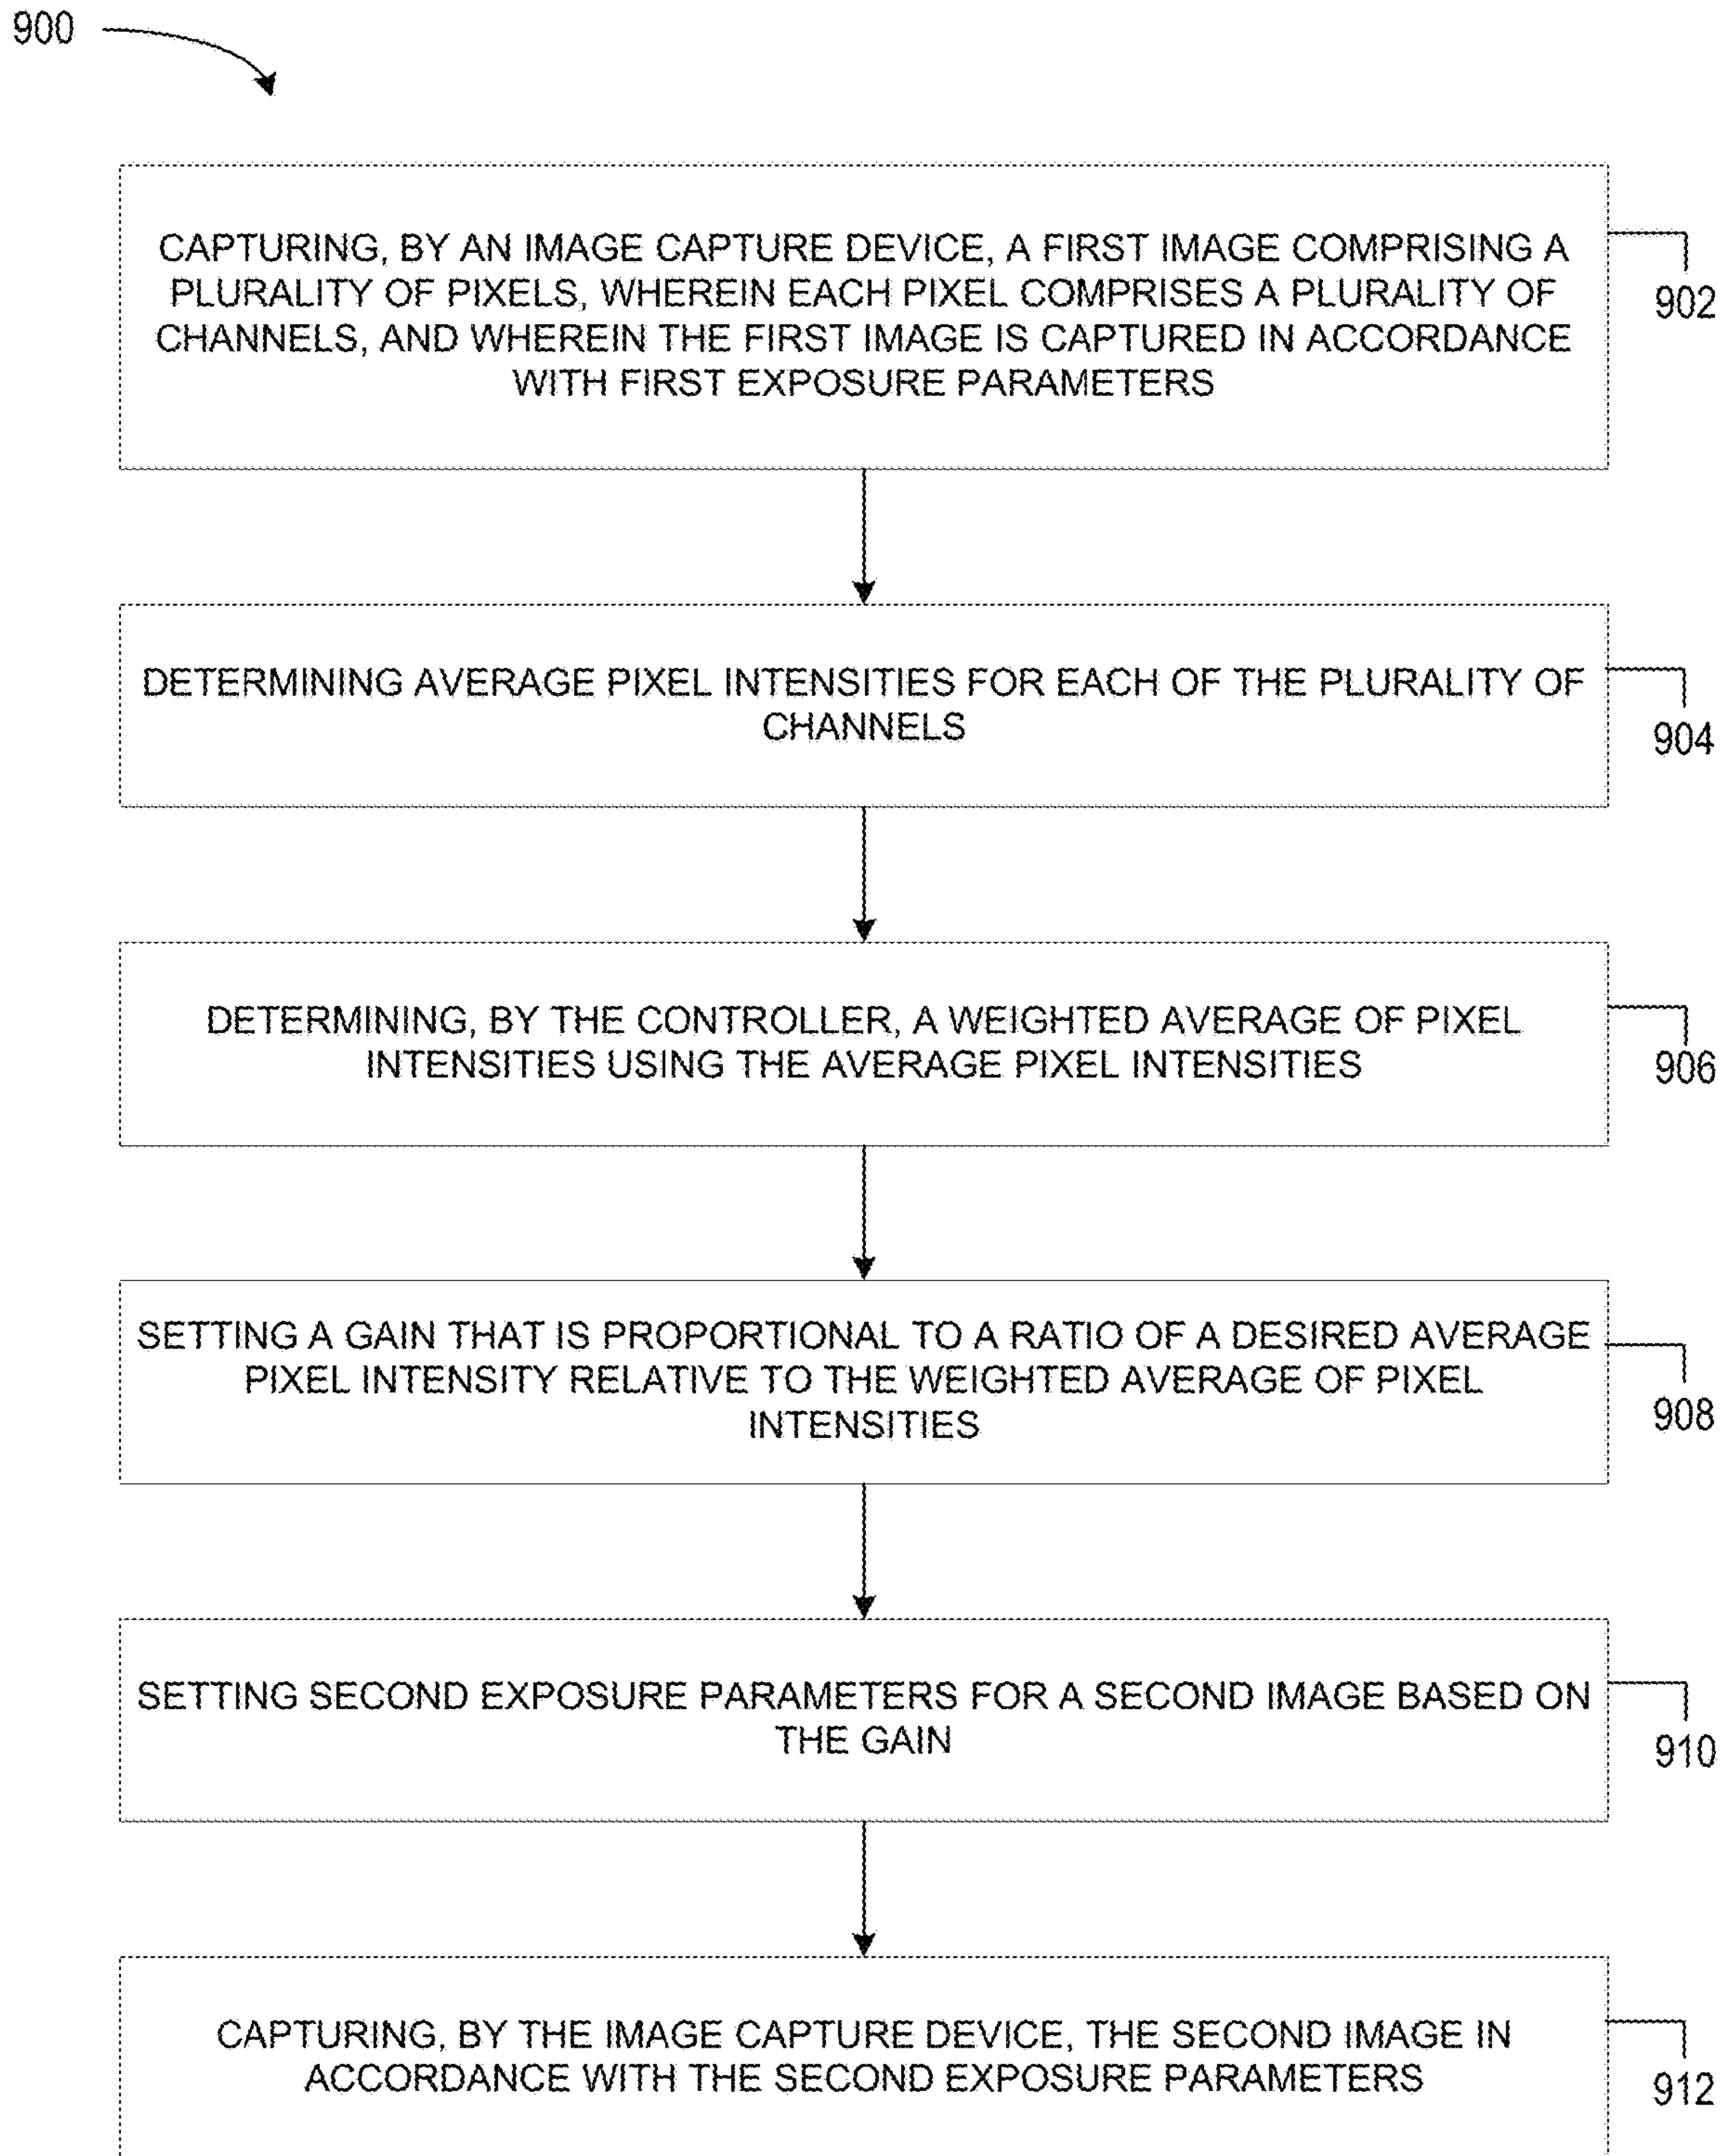 900
CAPTURING, BY AN IMAGE CAPTURE DEVICE, A FIRST IMAGE COMPRISING A
PLURALITY OF PIXELS, WHEREIN EACH PIXEL COMPRISES A PLURALITY OF
CHANNELS, AND WHEREIN THE FIRST IMAGE IS CAPTURED IN ACCORDANCE
WITH FIRST EXPOSURE PARAMETERS
902
DETERMINING AVERAGE PIXEL INTENSITIES FOR EACH OF THE PLURALITY OF
CHANNELS
904
DETERMINING, BY THE CONTROLLER, A WEIGHTED AVERAGE OF PIXEL
INTENSITIES USING THE AVERAGE PIXEL INTENSITIES
906
SETTING A GAIN THAT IS PROPORTIONAL TO A RATIO OF A DESIRED AVERAGE
PIXEL INTENSITY RELATIVE TO THE WEIGHTED AVERAGE OF PIXEL
INTENSITIES
908
SETTING SECOND EXPOSURE PARAMETERS FOR A SECOND IMAGE BASED ON
THE GAIN
910
CAPTURING, BY THE IMAGE CAPTURE DEVICE, THE SECOND IMAGE IN
ACCORDANCE WITH THE SECOND EXPOSURE PARAMETERS
912